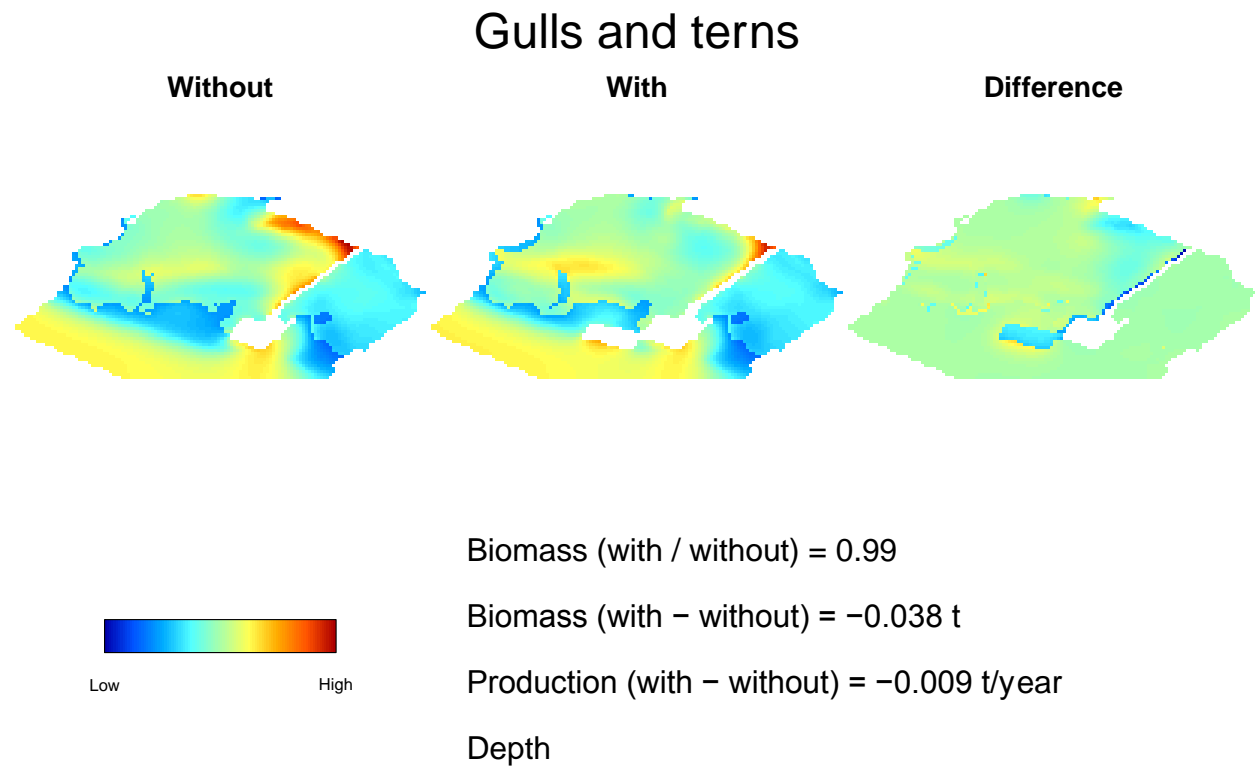 Gulls and terns
Without
With
Difference
Biomass (with / without) = 0.99
Biomass (with − without) = −0.038 t
Low
High
Production (with − without) = −0.009 t/year
Depth